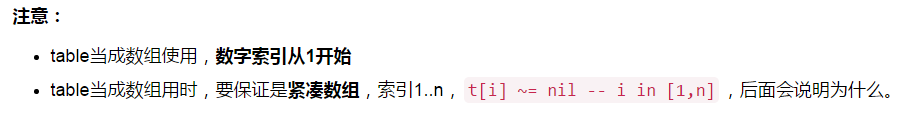 注意：
• table当成数组使用，数字索引从1开始
• table当成数组用时，要保证是紧凑数组，索引1..n， t[i] ~= nil -- i in [1,n] ，后面会说明为什么。